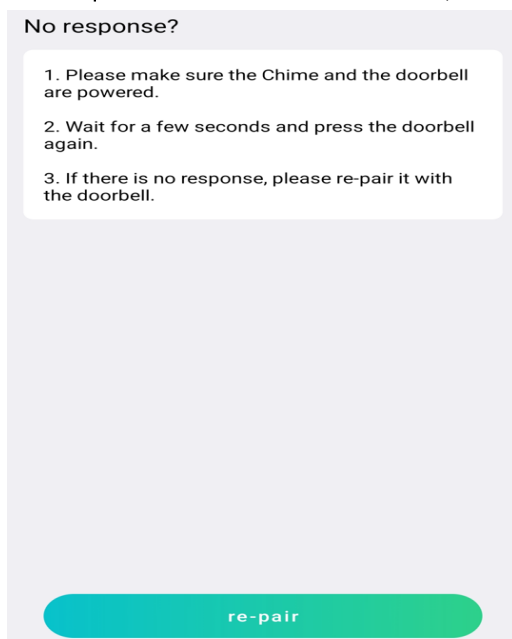 No response?
1. Please make sure the Chime and the doorbell
are powered.
2. Wait for a few seconds and press the doorbell
again.
3. If there is no response, please re-pair it with
the doorbell.
re-pair